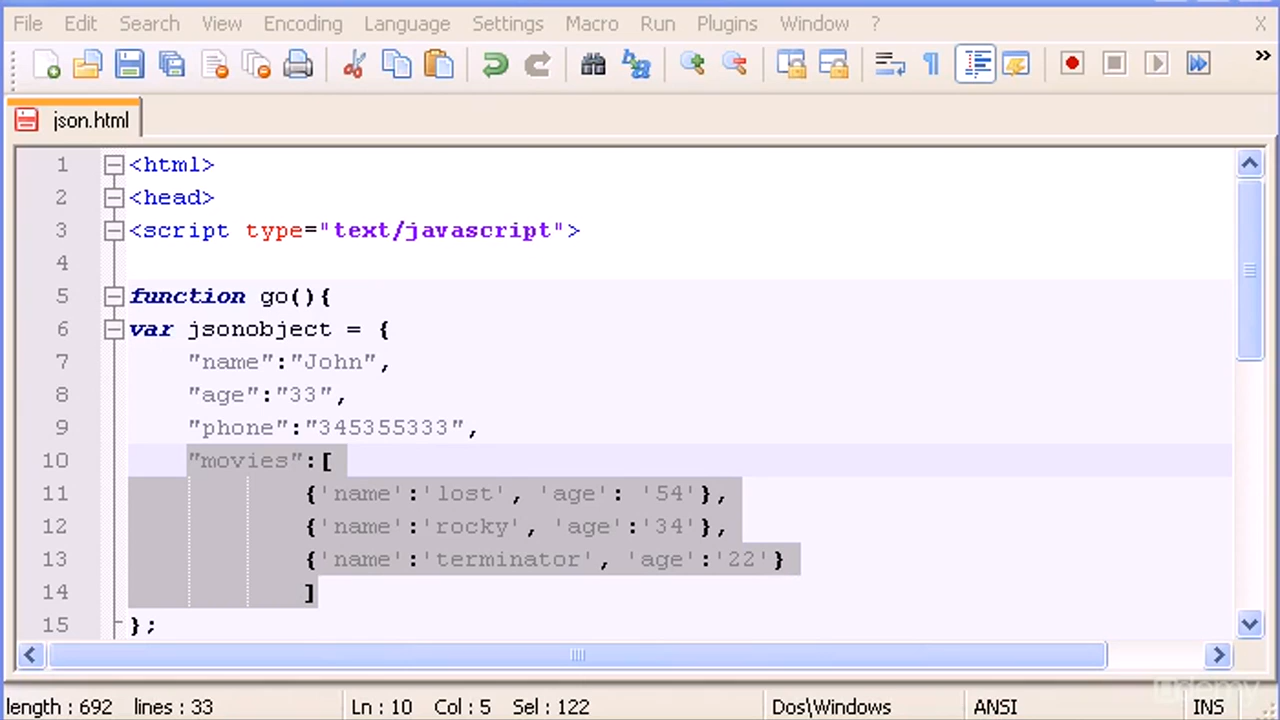 File Edit Search View Encoding Language Settings Macro Run Plugins Window ? X
json.html
1 <html>
2 <head>
3 <script type="text/javascript">
4
5 function go(){
6 var jsonobject = {
7 "name":"John",
8 "age":"33",
9 "phone":"345355333",
10 "movies":[
11 {'name':'lost', 'age': '54'},
12 {'name':'rocky', 'age':'34'},
13 {'name':'terminator', 'age':'22'}
14 ]
15 };
length : 692 lines : 33 Ln : 10 Col : 5 Sel : 122 Dos\Windows ANSI INS
udemy